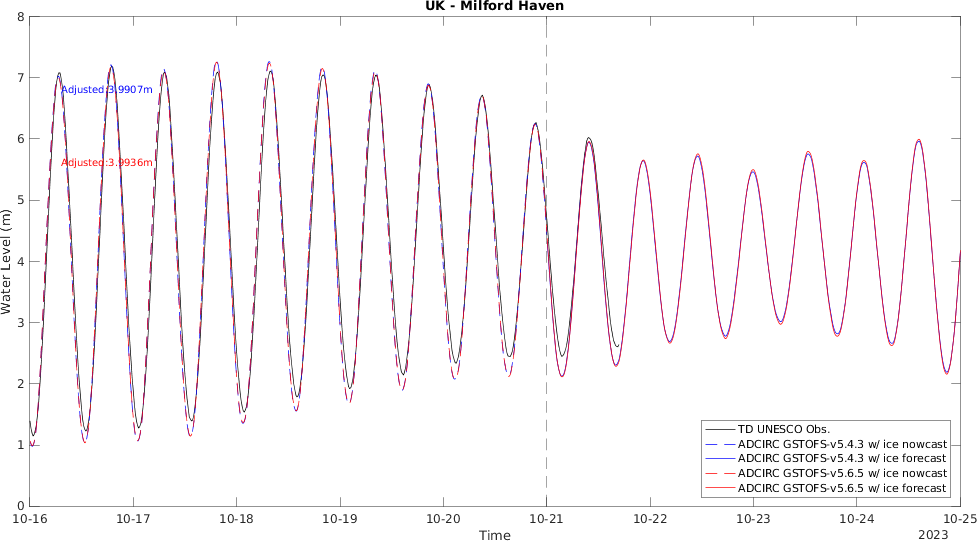 UK - Milford Haven
8
7
6
5
4
3
2
1
0
Water Level (m)
Adjusted:3.9907m
Adjusted:3.9936m
TD UNESCO Obs.
ADCIRC GSTOFS-v5.4.3 w/ ice nowcast
ADCIRC GSTOFS-v5.4.3 w/ ice forecast
ADCIRC GSTOFS-v5.6.5 w/ ice nowcast
ADCIRC GSTOFS-v5.6.5 w/ ice forecast
10-16 10-17 10-18 10-19 10-20 10-21 10-22 10-23 10-24 10-25
Time
2023